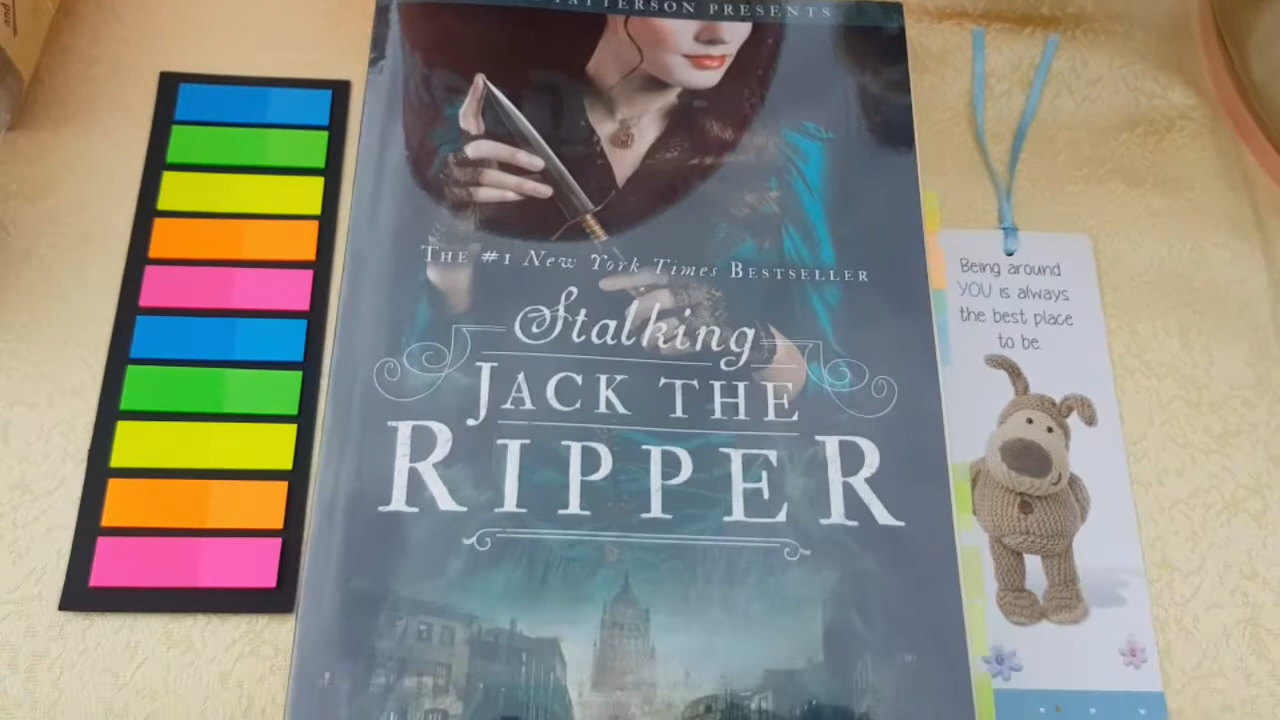 PATTERSON PRESENTS
THE #1 New York Times BESTSELLER
Stalking
JACK THE
RIPPER
Being around
YOU is always
the best place
to be.